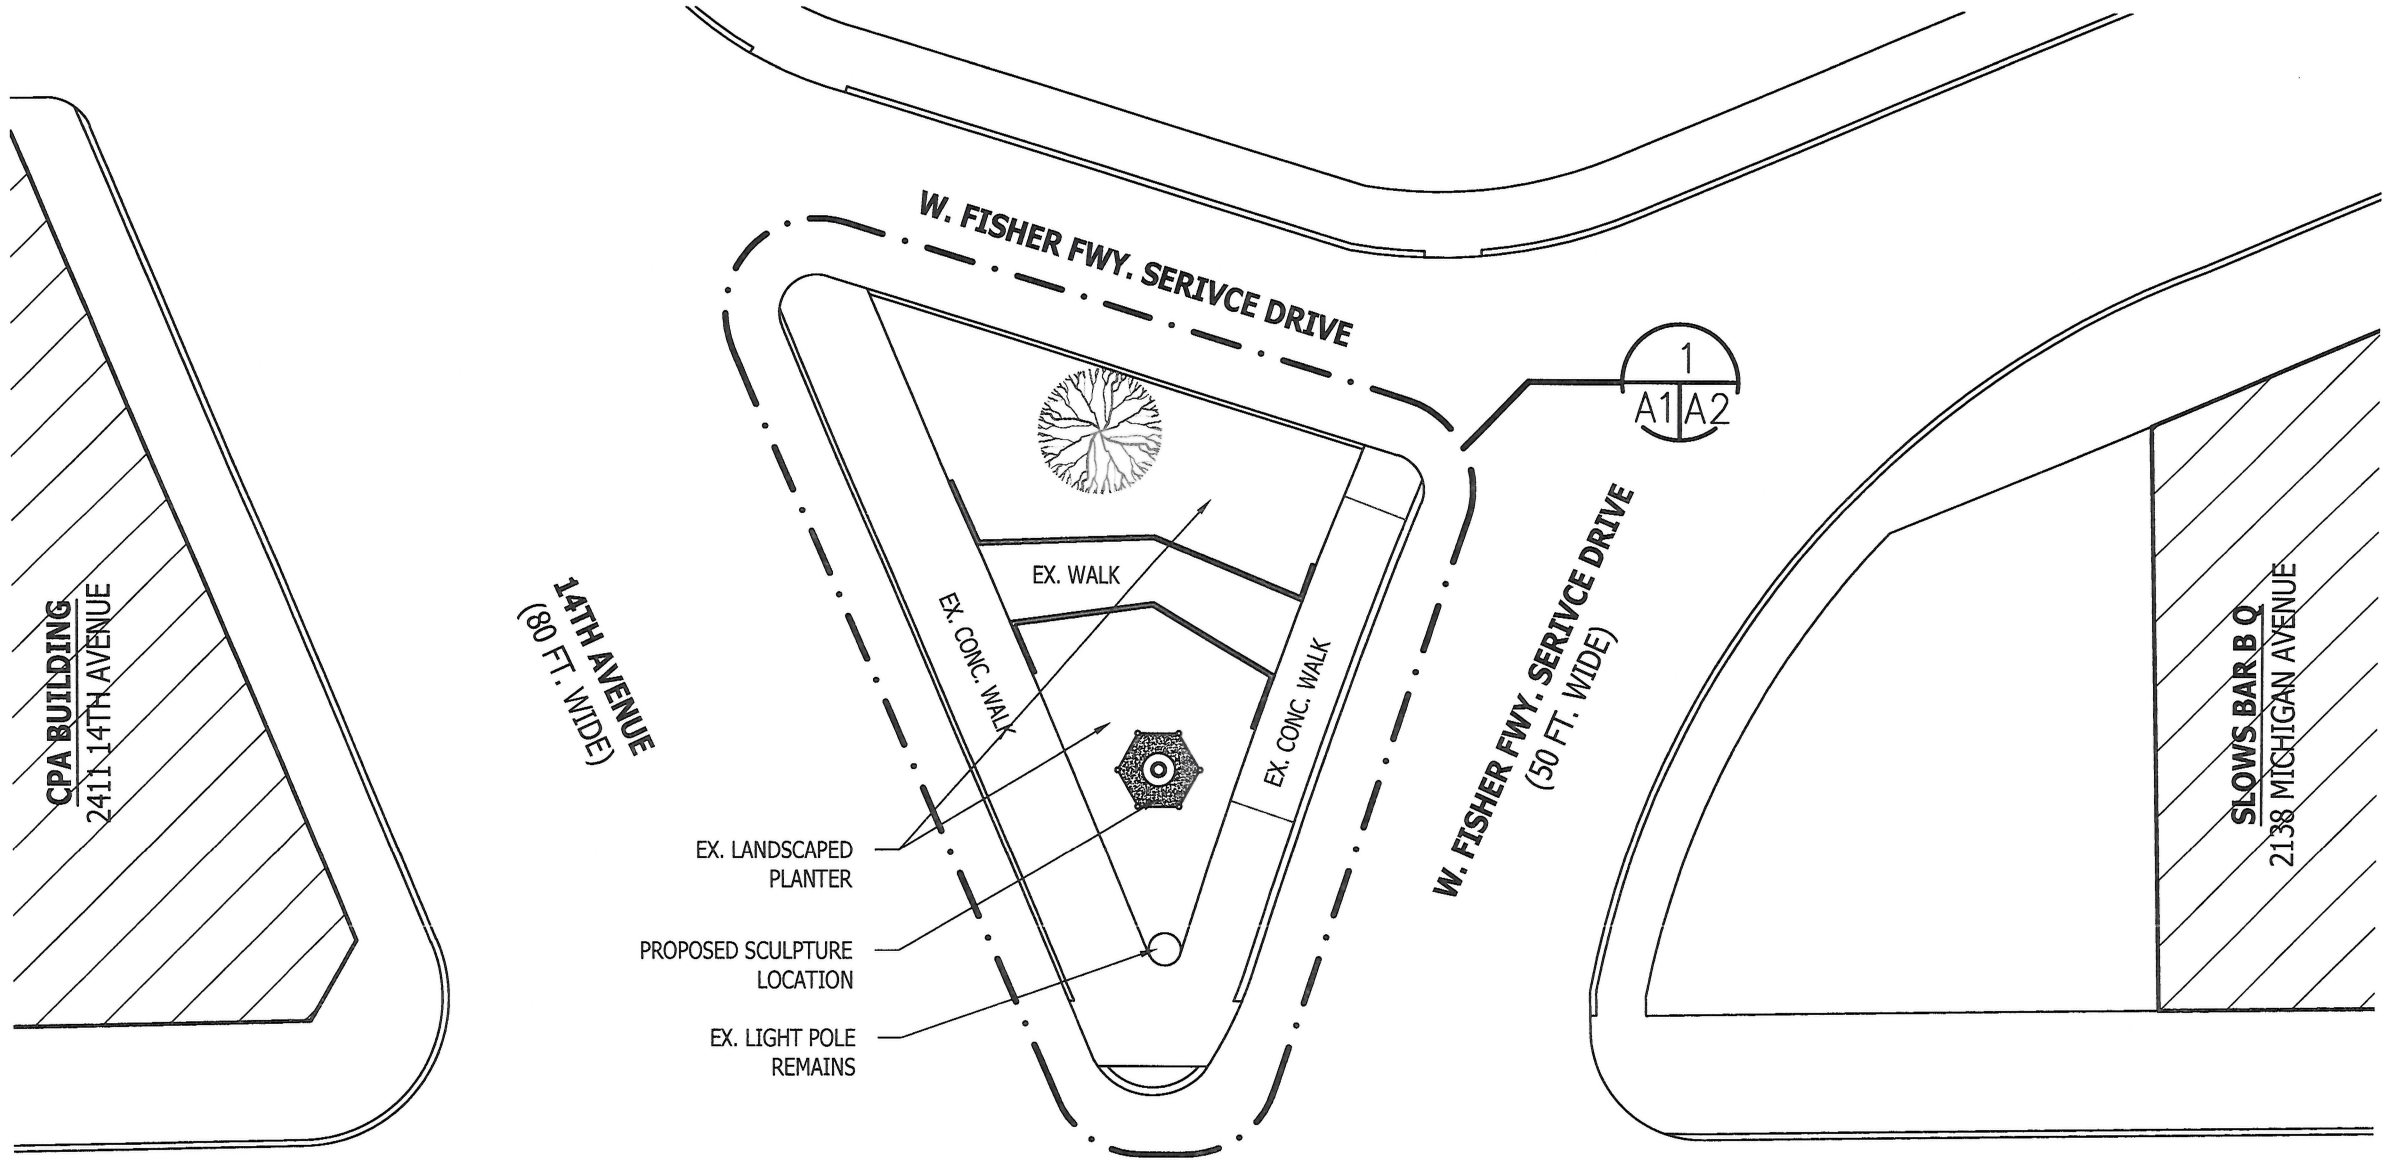 W. FISHER FWY. SERIVCE DRIVE
1
A1 A2
EX. WALK
14TH AVENUE
(80 FT. WIDE)
EX. CONC. WALK
EX. CONC. WALK
W. FISHER FWY. SERIVCE DRIVE
(50 FT. WIDE)
CPA BUILDING
2411 14TH AVENUE
SLOWS BAR B Q
2138 MICHIGAN AVENUE
EX. LANDSCAPED
PLANTER
PROPOSED SCULPTURE
LOCATION
EX. LIGHT POLE
REMAINS